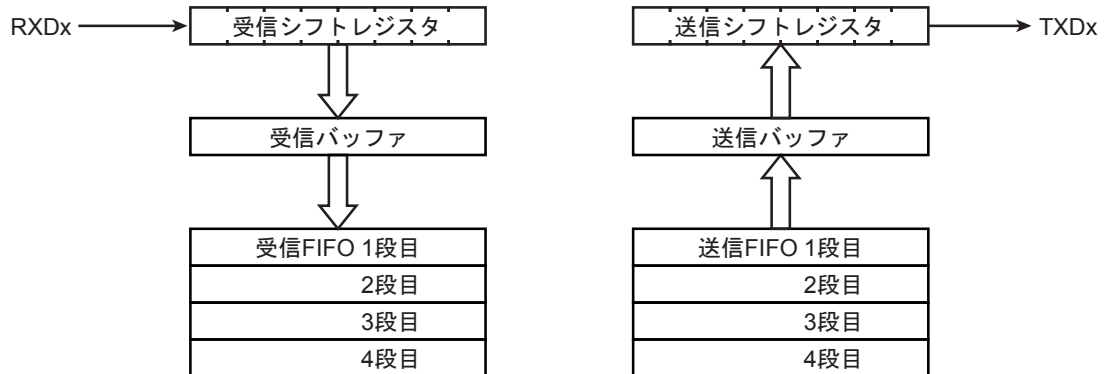 RXDx
受信シフトレジスタ
受信バッファ
受信FIFO 1段目
2段目
3段目
4段目
送信シフトレジスタ
TXDx
送信バッファ
送信FIFO 1段目
2段目
3段目
4段目